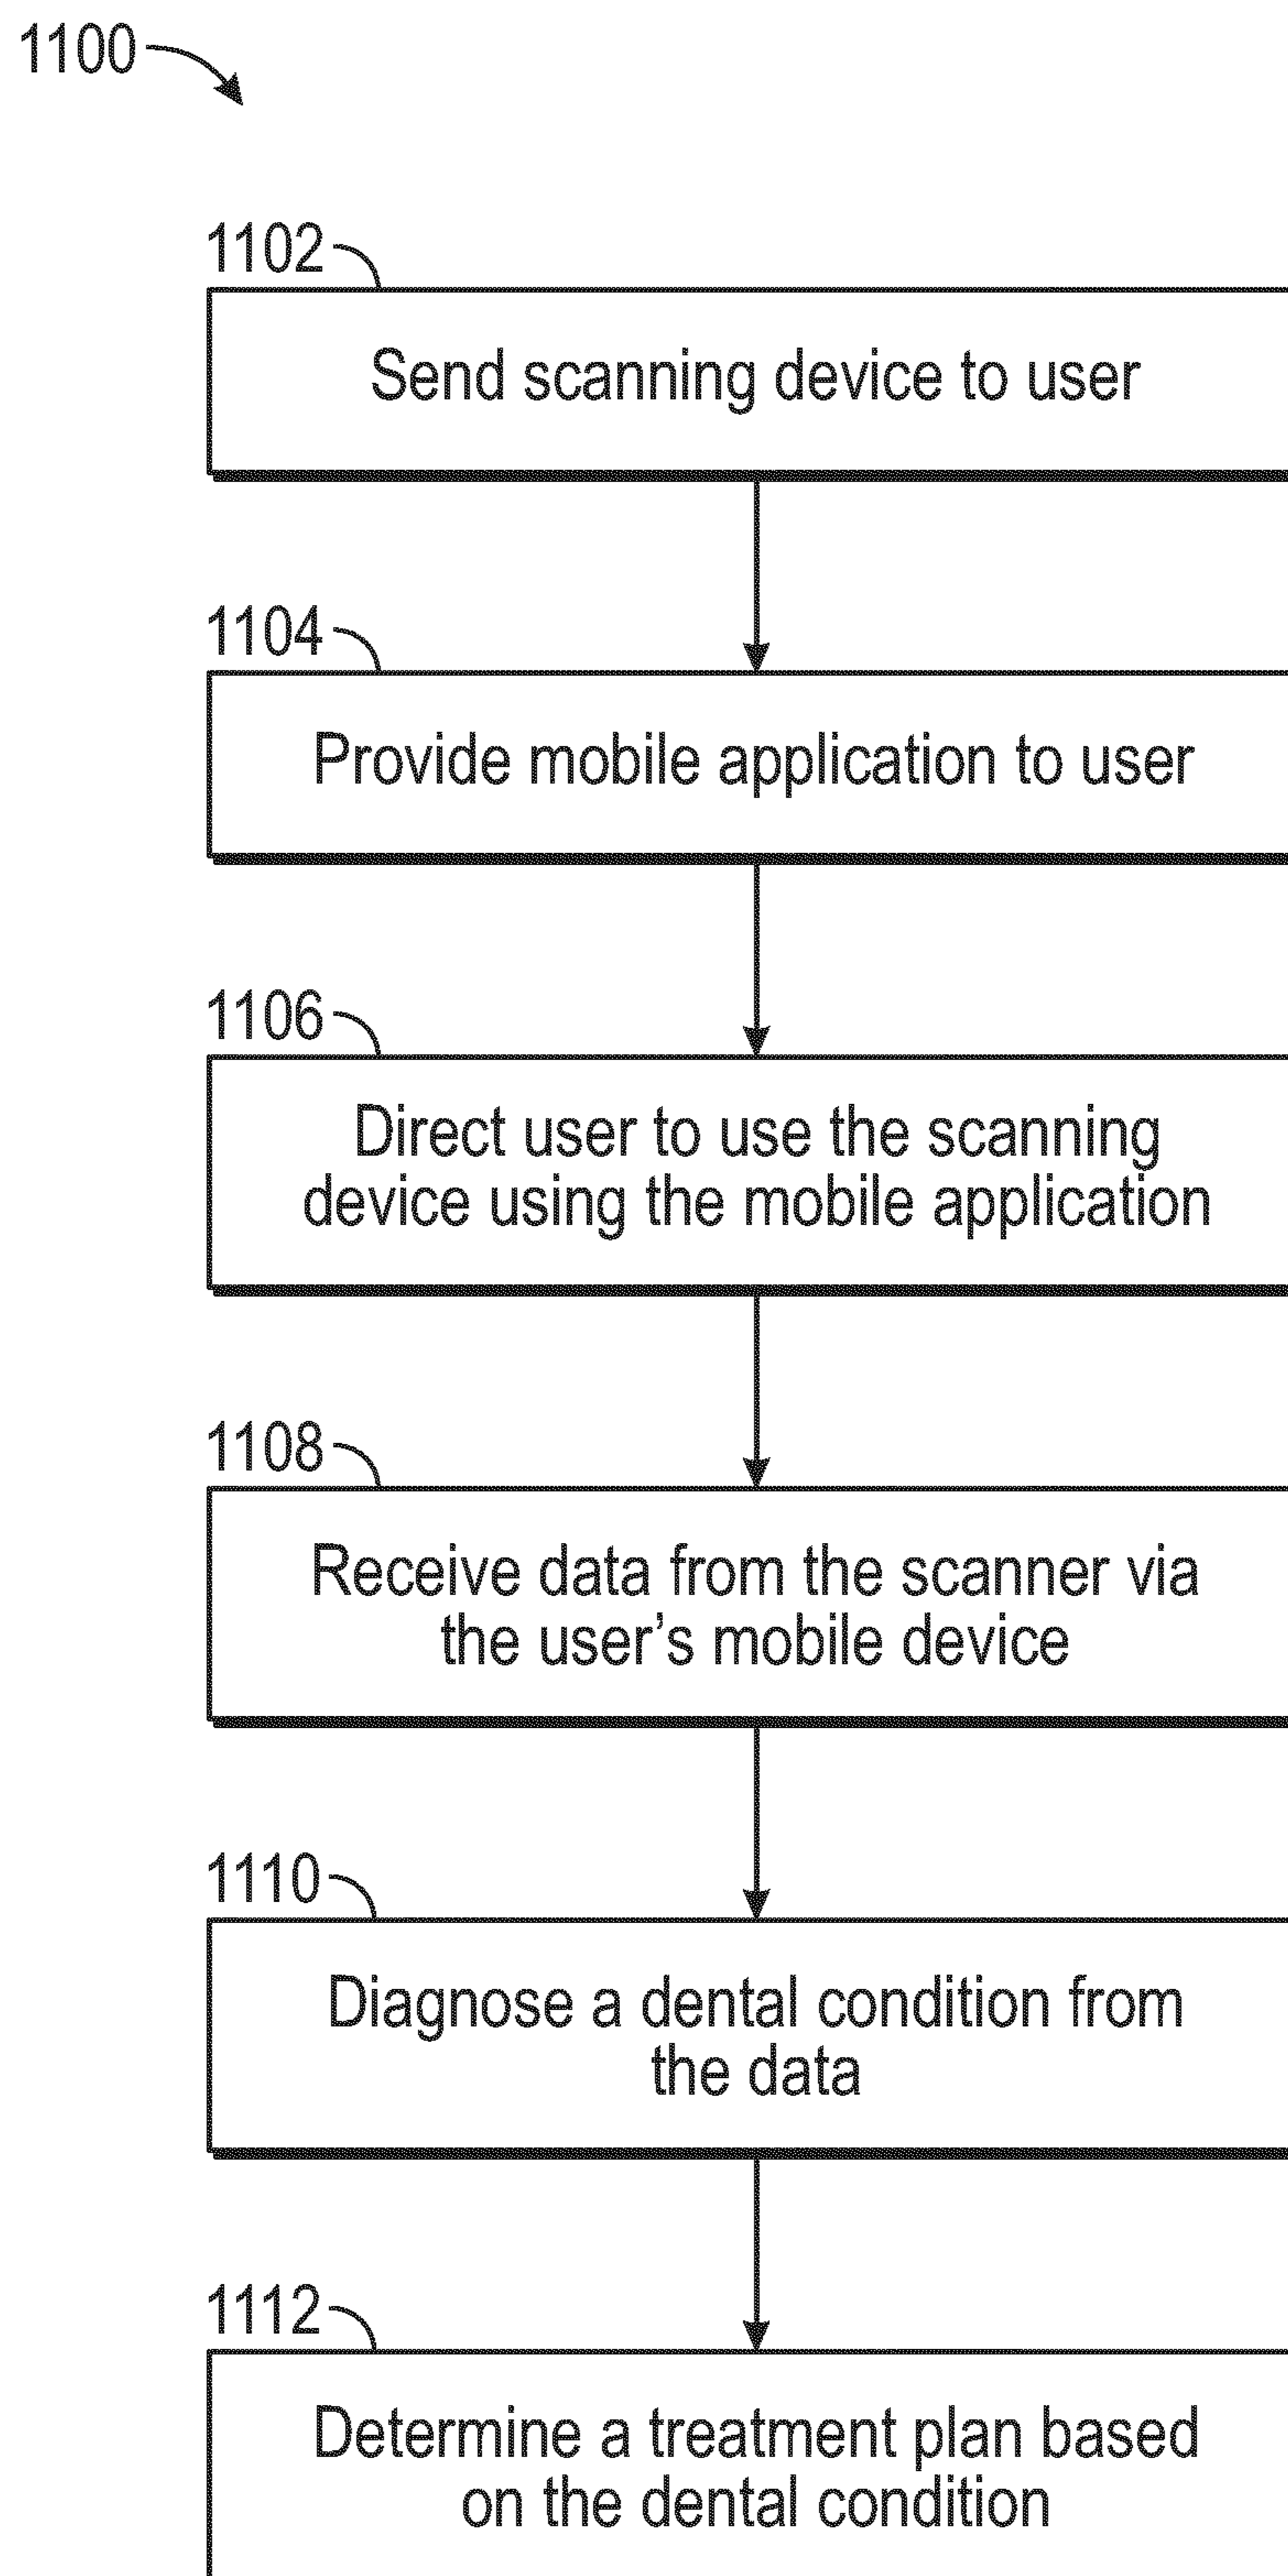 1100
1102
Send scanning device to user
1104
Provide mobile application to user
1106
Direct user to use the scanning
device using the mobile application
1108
Receive data from the scanner via
the user’s mobile device
1110
Diagnose a dental condition from
the data
1112
Determine a treatment plan based
on the dental condition